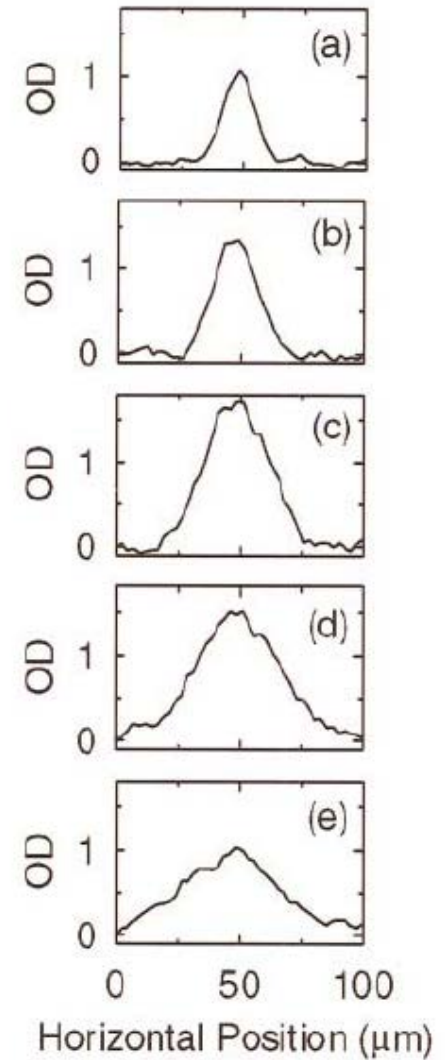 (a)
OD
1
0
(b)
OD
1
0
(c)
OD
1
0
(d)
OD
1
0
(e)
OD
1
0
0 50 100
Horizontal Position (μm)